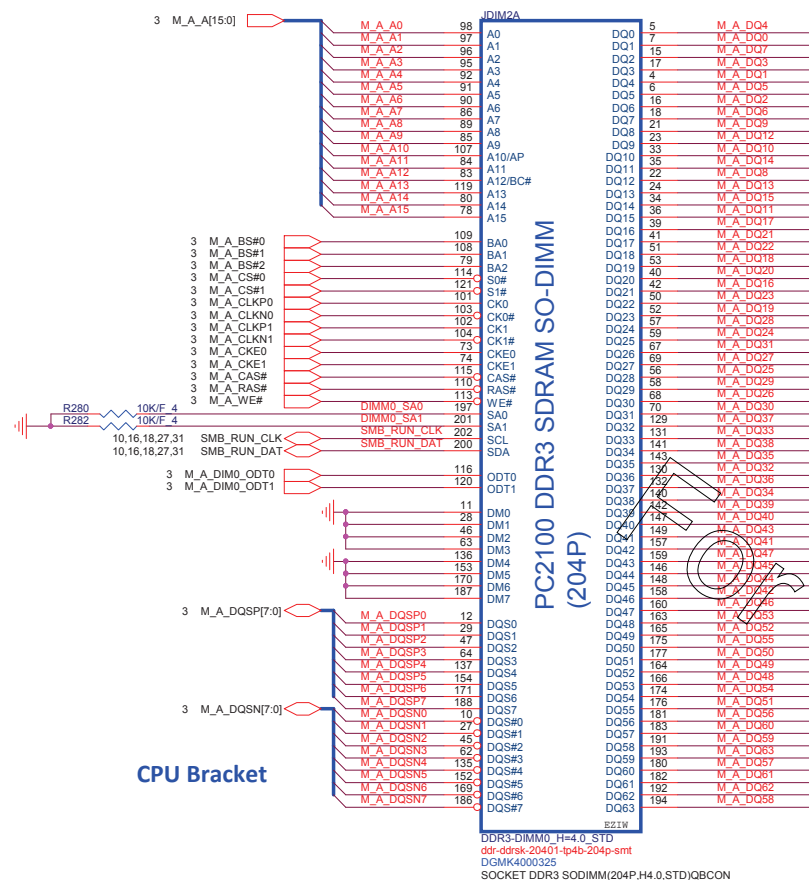 JDIM2A
3 M_A_A[15:0]
M_A_A0 98 A0 DQ0 5 M_A_DQ4
M_A_A1 97 A1 DQ1 7 M_A_DQ0
M_A_A2 96 A2 DQ2 15 M_A_DQ7
M_A_A3 95 A3 DQ3 17 M_A_DQ3
M_A_A4 92 A4 DQ4 4 M_A_DQ1
M_A_A5 91 A5 DQ5 6 M_A_DQ5
M_A_A6 90 A6 DQ6 16 M_A_DQ2
M_A_A7 86 A7 DQ7 18 M_A_DQ6
M_A_A8 89 A8 DQ8 21 M_A_DQ9
M_A_A9 85 A9 DQ9 23 M_A_DQ12
M_A_A10 107 A10/AP DQ10 33 M_A_DQ10
M_A_A11 84 A11 DQ11 35 M_A_DQ14
M_A_A12 83 A12/BC# DQ12 22 M_A_DQ8
M_A_A13 119 A13 DQ13 24 M_A_DQ13
M_A_A14 80 A14 DQ14 34 M_A_DQ15
M_A_A15 78 A15 DQ15 36 M_A_DQ11
DQ16 39 M_A_DQ17
3 M_A_BS#0 109 BA0 DQ17 41 M_A_DQ21
3 M_A_BS#1 108 BA1 DQ18 51 M_A_DQ22
3 M_A_BS#2 79 BA2 DQ19 53 M_A_DQ18
3 M_A_CS#0 114 S0# DQ20 40 M_A_DQ20
3 M_A_CS#1 121 S1# DQ21 42 M_A_DQ16
3 M_A_CLKP0 101 CK0 DQ22 50 M_A_DQ23
3 M_A_CLKN0 103 CK0# DQ23 52 M_A_DQ19
3 M_A_CLKP1 102 CK1 DQ24 57 M_A_DQ28
3 M_A_CLKN1 104 CK1# DQ25 59 M_A_DQ24
3 M_A_CKE0 73 CKE0 DQ26 67 M_A_DQ31
3 M_A_CKE1 74 CKE1 DQ27 69 M_A_DQ27
3 M_A_CAS# 115 CAS# DQ28 56 M_A_DQ25
3 M_A_RAS# 110 RAS# DQ29 58 M_A_DQ29
3 M_A_WE# 113 WE# DQ30 68 M_A_DQ26
R280 10K/F_4 DIMM0_SA0 197 SA0 DQ31 70 M_A_DQ30
R282 10K/F_4 DIMM0_SA1 201 SA1 DQ32 129 M_A_DQ37
10,16,18,27,31 SMB_RUN_CLK SMB_RUN_CLK 202 SCL DQ33 131 M_A_DQ33
10,16,18,27,31 SMB_RUN_DAT SMB_RUN_DAT 200 SDA DQ34 141 M_A_DQ38
DQ35 143 M_A_DQ35
3 M_A_DIM0_ODT0 116 ODT0 DQ36 130 M_A_DQ32
3 M_A_DIM0_ODT1 120 ODT1 DQ37 132 M_A_DQ36
DQ38 140 M_A_DQ34
11 DM0 DQ39 142 M_A_DQ39
28 DM1 DQ40 147 M_A_DQ40
46 DM2 DQ41 149 M_A_DQ43
63 DM3 DQ42 157 M_A_DQ41
136 DM4 DQ43 159 M_A_DQ47
153 DM5 DQ44 146 M_A_DQ45
170 DM6 DQ45 148 M_A_DQ44
187 DM7 DQ46 158 M_A_DQ42
DQ47 160 M_A_DQ46
3 M_A_DQSP[7:0]
M_A_DQSP0 12 DQS0 DQ48 163 M_A_DQ53
M_A_DQSP1 29 DQS1 DQ49 165 M_A_DQ52
M_A_DQSP2 47 DQS2 DQ50 175 M_A_DQ55
M_A_DQSP3 64 DQS3 DQ51 177 M_A_DQ50
M_A_DQSP4 137 DQS4 DQ52 164 M_A_DQ49
M_A_DQSP5 154 DQS5 DQ53 166 M_A_DQ48
M_A_DQSP6 171 DQS6 DQ54 174 M_A_DQ54
M_A_DQSP7 188 DQS7 DQ55 176 M_A_DQ51
3 M_A_DQSN[7:0]
M_A_DQSN0 10 DQS#0 DQ56 181 M_A_DQ56
M_A_DQSN1 27 DQS#1 DQ57 183 M_A_DQ60
M_A_DQSN2 45 DQS#2 DQ58 191 M_A_DQ59
M_A_DQSN3 62 DQS#3 DQ59 193 M_A_DQ63
M_A_DQSN4 135 DQS#4 DQ60 180 M_A_DQ57
M_A_DQSN5 152 DQS#5 DQ61 182 M_A_DQ61
M_A_DQSN6 169 DQS#6 DQ62 192 M_A_DQ62
M_A_DQSN7 186 DQS#7 DQ63 194 M_A_DQ58
PC2100 DDR3 SDRAM SO-DIMM
(204P)
CPU Bracket
EZIW
DDR3-DIMM0_H=4.0_STD
ddr-ddrsk-20401-tp4b-204p-smt
DGMK4000325
SOCKET DDR3 SODIMM(204P,H4.0,STD)QBCON